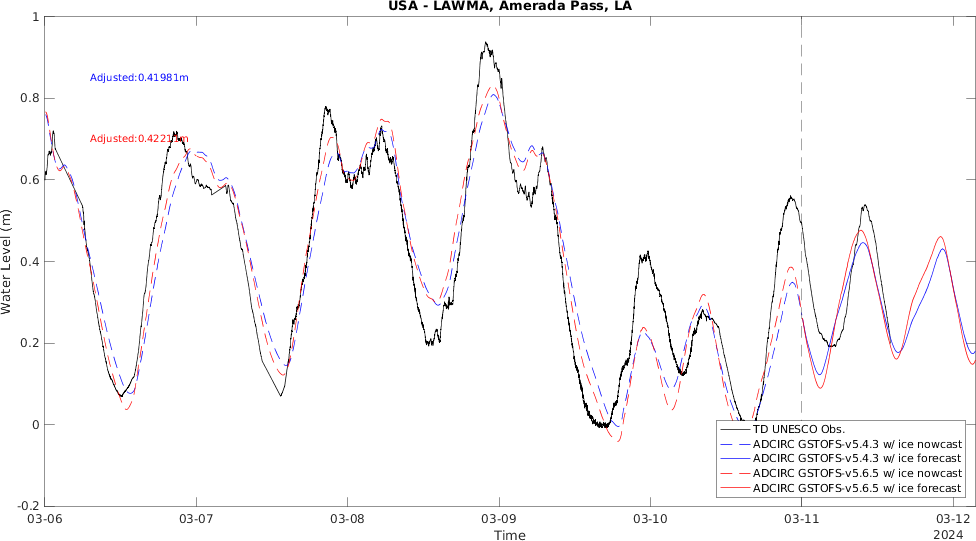 USA - LAWMA, Amerada Pass, LA
1
0.8
0.6
0.4
0.2
0
-0.2
Water Level (m)
Adjusted:0.41981m
Adjusted:0.42211m
TD UNESCO Obs.
ADCIRC GSTOFS-v5.4.3 w/ ice nowcast
ADCIRC GSTOFS-v5.4.3 w/ ice forecast
ADCIRC GSTOFS-v5.6.5 w/ ice nowcast
ADCIRC GSTOFS-v5.6.5 w/ ice forecast
03-06 03-07 03-08 03-09 03-10 03-11 03-12
Time 2024